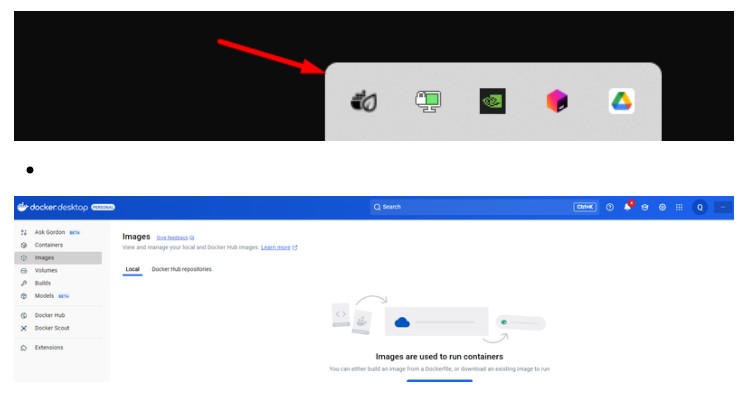 docker desktop PERSONAL
Search
Ctrl+K
Q
Ask Gordon BETA
Containers
Images
Volumes
Builds
Models BETA
Docker Hub
Docker Scout
Extensions
Images Give feedback
View and manage your local and Docker Hub images. Learn more
Local Docker Hub repositories
Images are used to run containers
You can either build an image from a Dockerfile, or download an existing image to run